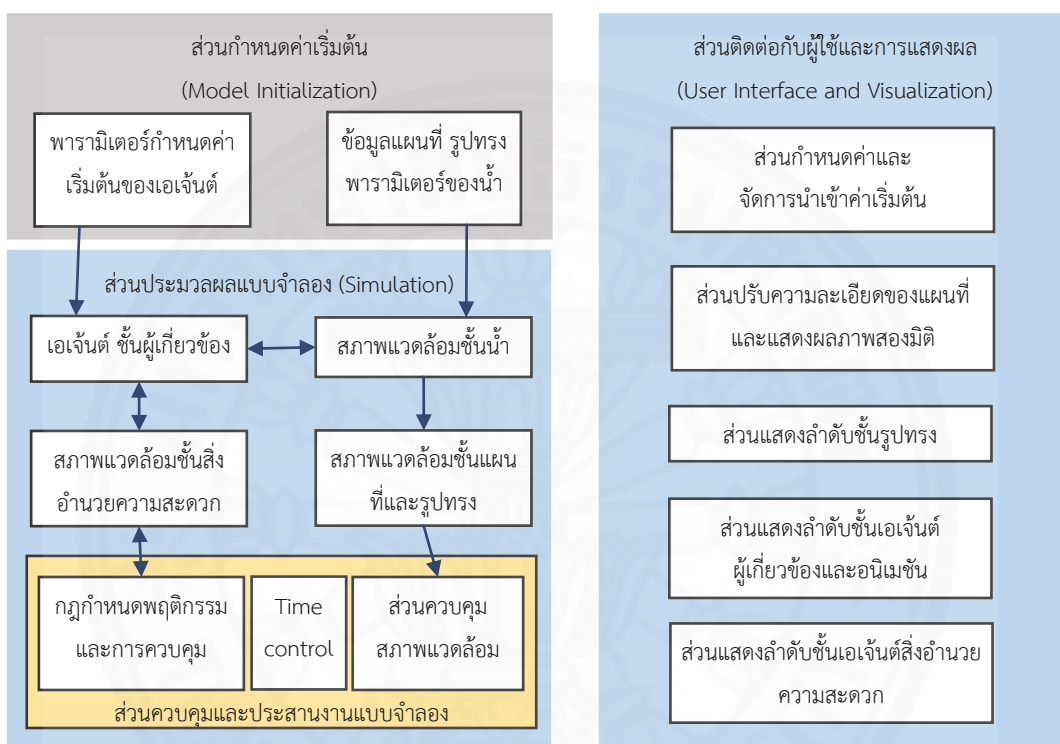 ส่วนกำหนดค่าเริ่มต้น
(Model Initialization)
พารามิเตอร์กำหนดค่า
เริ่มต้นของเอเจ้นต์
ข้อมูลแผนที่ รูปทรง
พารามิเตอร์ของน้ำ
ส่วนประมวลผลแบบจำลอง (Simulation)
เอเจ้นต์ ชั้นผู้เกี่ยวข้อง
สภาพแวดล้อมชั้นน้ำ
สภาพแวดล้อมชั้นสิ่ง
อำนวยความสะดวก
สภาพแวดล้อมชั้นแผน
ที่และรูปทรง
กฎกำหนดพฤติกรรม
และการควบคุม
Time
control
ส่วนควบคุม
สภาพแวดล้อม
ส่วนควบคุมและประสานงานแบบจำลอง
ส่วนติดต่อกับผู้ใช้และการแสดงผล
(User Interface and Visualization)
ส่วนกำหนดค่าและ
จัดการนำเข้าค่าเริ่มต้น
ส่วนปรับความละเอียดของแผนที่
และแสดงผลภาพสองมิติ
ส่วนแสดงลำดับชั้นรูปทรง
ส่วนแสดงลำดับชั้นเอเจ้นต์
ผู้เกี่ยวข้องและอนิเมชัน
ส่วนแสดงลำดับชั้นเอเจ้นต์สิ่งอำนวย
ความสะดวก